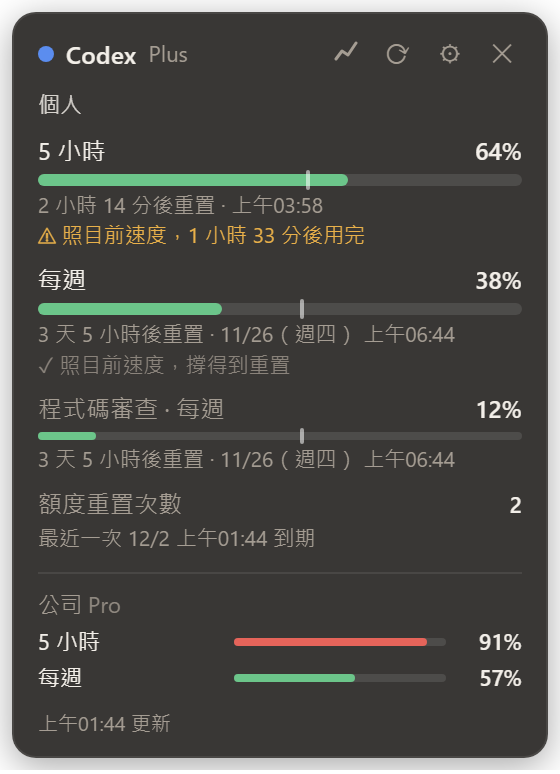 Codex Plus
個人
5 小時 64%
2 小時 14 分後重置 · 上午03:58
⚠ 照目前速度，1 小時 33 分後用完
每週 38%
3 天 5 小時後重置 · 11/26（週四） 上午06:44
✓ 照目前速度，撐得到重置
程式碼審查 · 每週 12%
3 天 5 小時後重置 · 11/26（週四） 上午06:44
額度重置次數 2
最近一次 12/2 上午01:44 到期
公司 Pro
5 小時 91%
每週 57%
上午01:44 更新